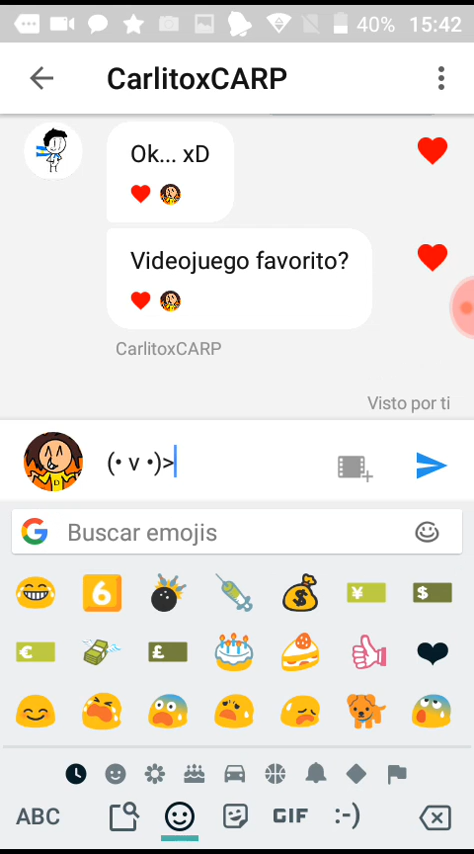 40% 15:42
CarlitoxCARP
Ok... xD
Videojuego favorito?
CarlitoxCARP
Visto por ti
(• v •)>
G Buscar emojis
6
$ ¥ $
€ £
ABC GIF :-)